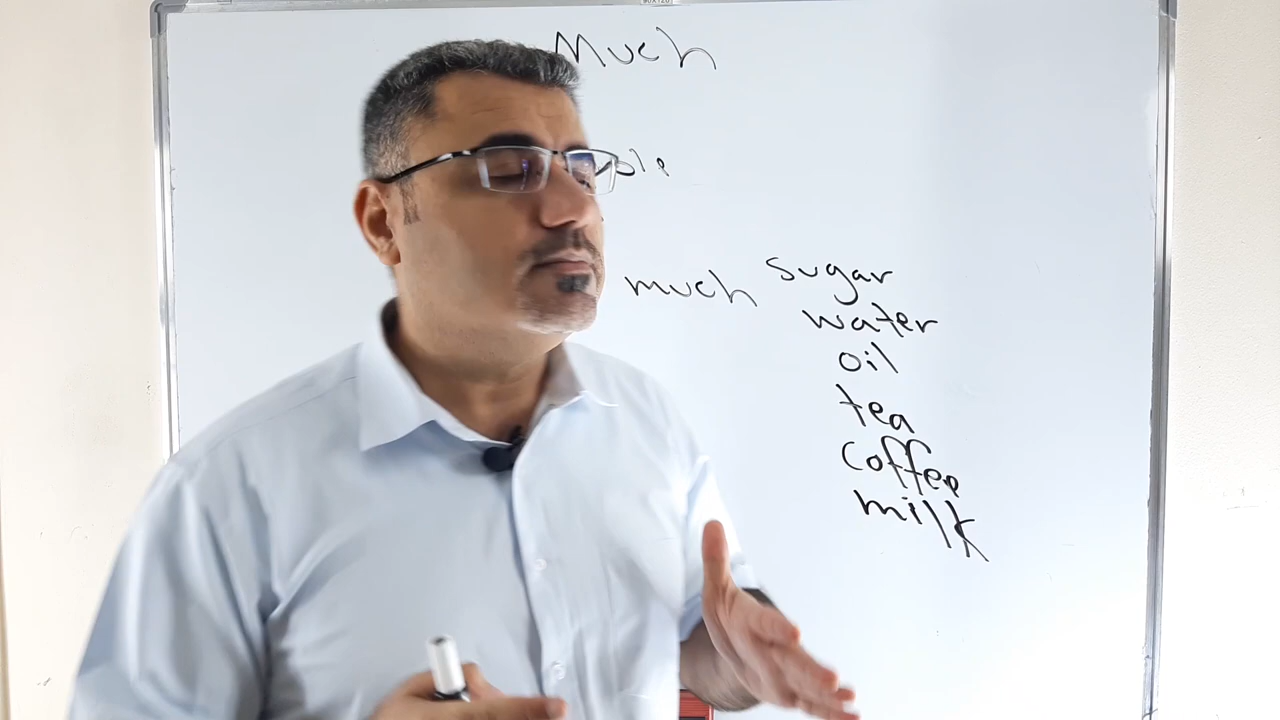 Much
much sugar
water
oil
tea
coffee
milk